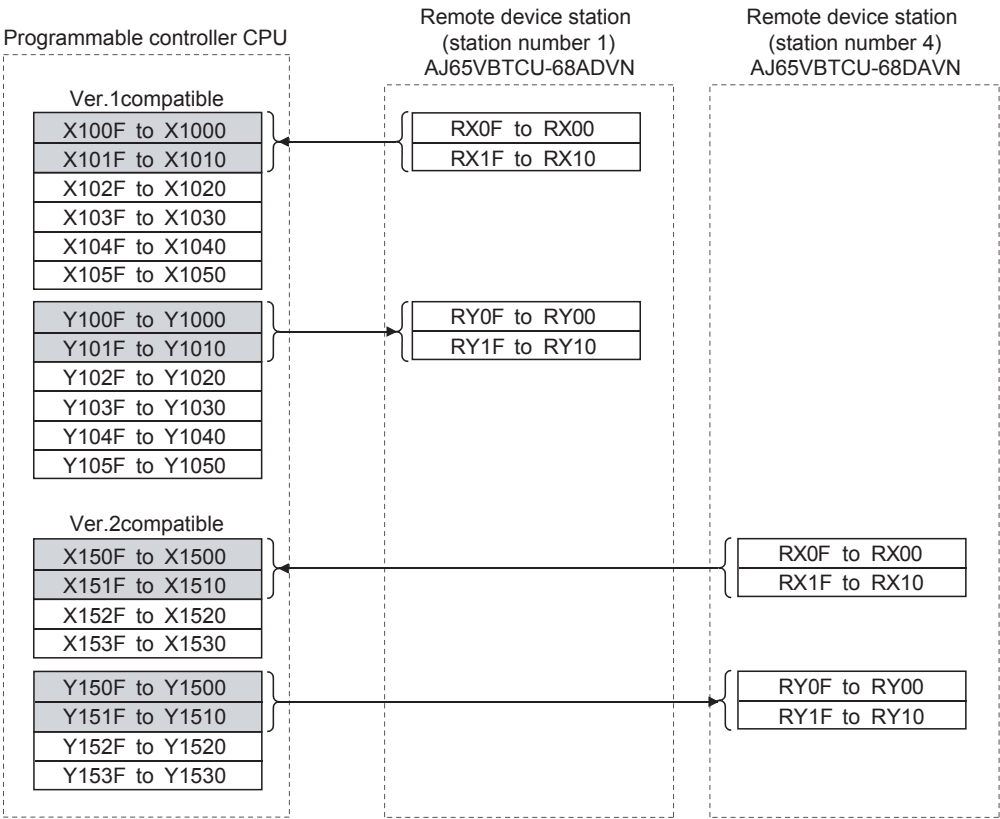 Programmable controller CPU
Remote device station
(station number 1)
AJ65VBTCU-68ADVN
Remote device station
(station number 4)
AJ65VBTCU-68DAVN
Ver.1compatible
X100F to X1000
X101F to X1010
X102F to X1020
X103F to X1030
X104F to X1040
X105F to X1050
RX0F to RX00
RX1F to RX10
Y100F to Y1000
Y101F to Y1010
Y102F to Y1020
Y103F to Y1030
Y104F to Y1040
Y105F to Y1050
RY0F to RY00
RY1F to RY10
Ver.2compatible
X150F to X1500
X151F to X1510
X152F to X1520
X153F to X1530
RX0F to RX00
RX1F to RX10
Y150F to Y1500
Y151F to Y1510
Y152F to Y1520
Y153F to Y1530
RY0F to RY00
RY1F to RY10